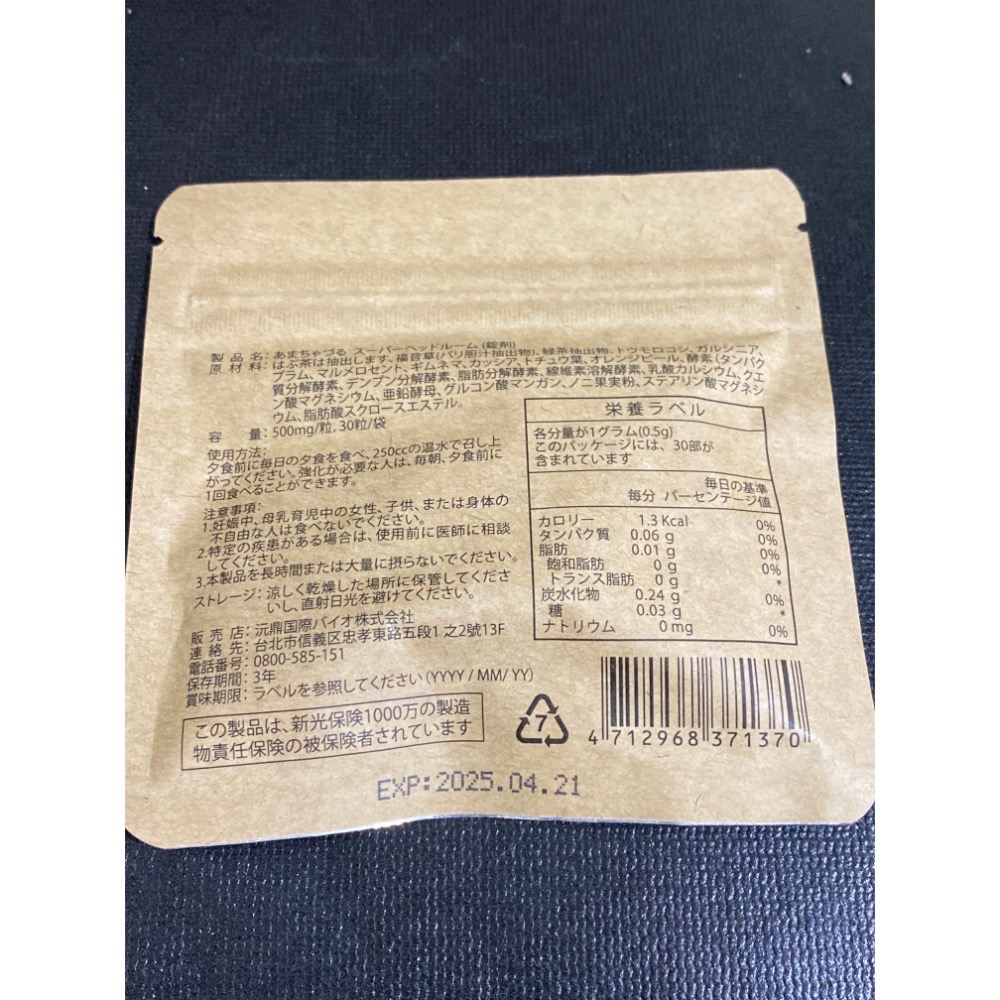 製 品 名: あまちゃづる スーパーヘッドルーム (錠剤)
原 材 料: はぶ茶は抽出します、福音草(バリ胆汁抽出物)、緑茶抽出物、トウモロコシ、ガルシニア、
グラム、マルメロセント、ギムネマ、カッシア、トチュウ葉、オレンジピール、酵素 (タンパク
質分解酵素、デンプン分解酵素、脂肪分解酵素、線維素溶解酵素、乳酸カルシウム、クエ
ン酸マグネシウム、亜鉛酵母、グルコン酸マンガン、ノニ果実粉、ステアリン酸マグネシ
ウム、脂肪酸スクロースエステル。
容 量: 500mg/粒, 30粒/袋
使用方法:
夕食前に毎日の夕食を食べ、250ccの温水で召し上
がってください。強化が必要な人は、毎朝、夕食前に
1回食べることができます。
注意事項:
1.妊娠中、母乳育児中の女性、子供、または身体の
不自由な人は食べないでください。
2.特定の疾患がある場合は、使用前に医師に相談
してください。
3.本製品を長時間または大量に摂らないでください。
ストレージ: 涼しく乾燥した場所に保管してくださ
いし、直射日光を避けてください。
販 売 店: 沅鼎国際バイオ株式会社
連 絡 先: 台北市信義区忠孝東路五段1 之2號13F
電話番号: 0800-585-151
保存期間: 3年
賞味期限: ラベルを参照してください (YYYY / MM/ YY)
この製品は、新光保険1000万の製造
物責任保険の被保険者されています
栄養ラベル
各分量が1グラム(0.5g)
このパッケージには、30部が
含まれています
毎日の基準
毎分 パーセンテージ値
カロリー 1.3 Kcal 0%
タンパク質 0.06 g 0%
脂肪 0.01 g 0%
飽和脂肪 0 g 0%
トランス脂肪 0 g *
炭水化物 0.24 g 0%
糖 0.03 g *
ナトリウム 0 mg 0%
7
4 712968 371370
EXP:2025.04.21